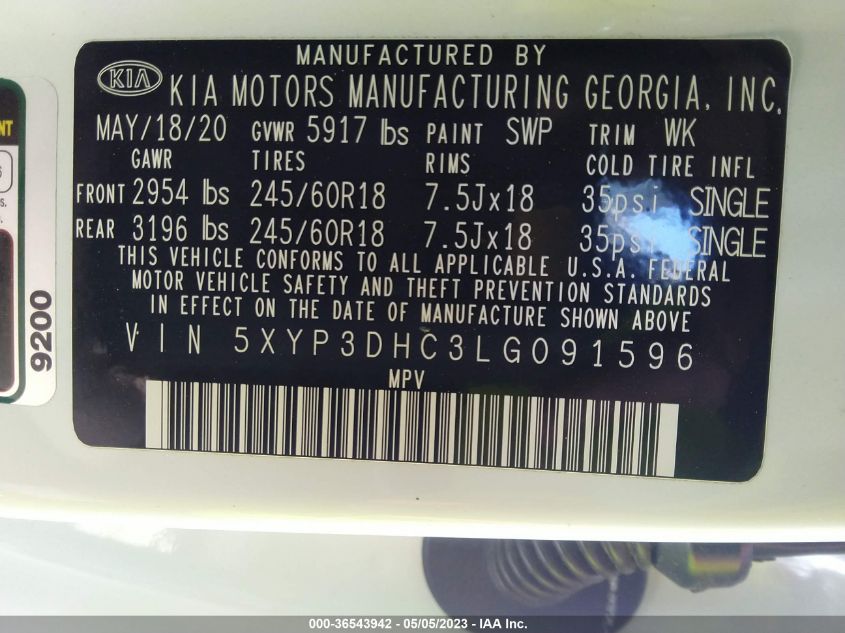 MANUFACTURED BY
KIA KIA MOTORS MANUFACTURING GEORGIA, INC.
MAY/18/20 GVWR 5917 lbs PAINT SWP TRIM WK
GAWR TIRES RIMS COLD TIRE INFL
FRONT 2954 lbs 245/60R18 7.5Jx18 35psi SINGLE
REAR 3196 lbs 245/60R18 7.5Jx18 35psi SINGLE
THIS VEHICLE CONFORMS TO ALL APPLICABLE U.S.A. FEDERAL
MOTOR VEHICLE SAFETY AND THEFT PREVENTION STANDARDS
IN EFFECT ON THE DATE OF MANUFACTURE SHOWN ABOVE
VIN 5XYP3DHC3LG091596
MPV
9200
000-36543942 / 05/05/2023 - IAA Inc.